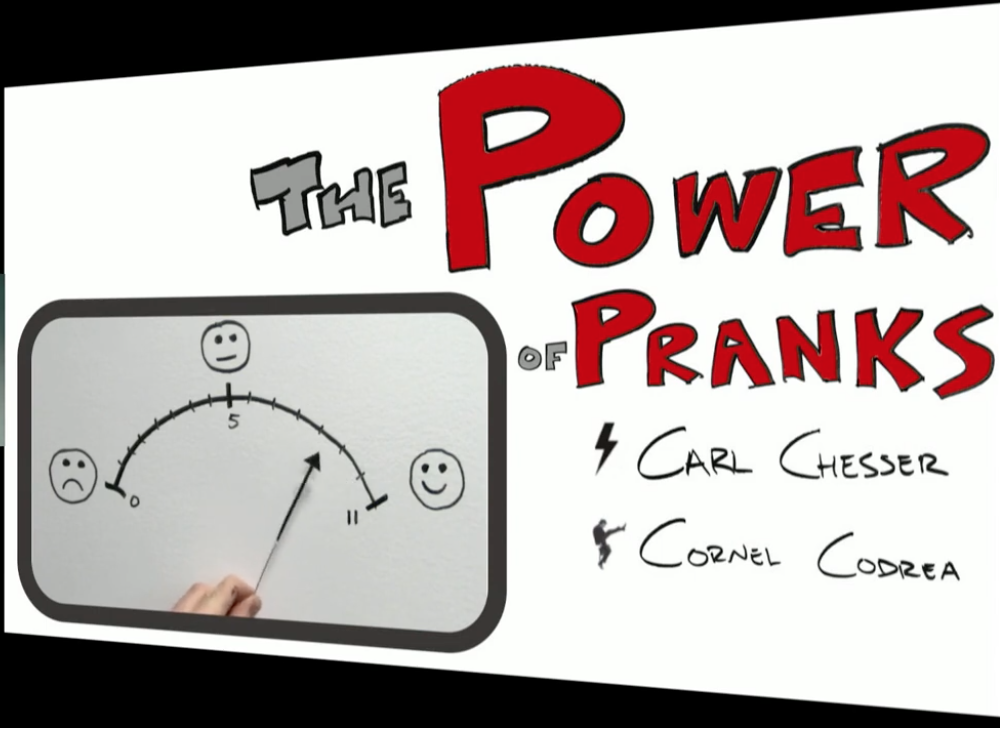 THE POWER
OF PRANKS
CARL CHESSER
CORNEL CODREA
5
0
11